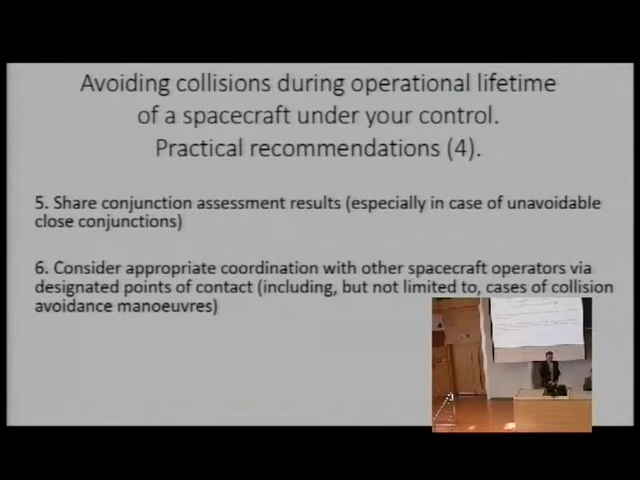 Avoiding collisions during operational lifetime
of a spacecraft under your control.
Practical recommendations (4).
5. Share conjunction assessment results (especially in case of unavoidable
close conjunctions)
6. Consider appropriate coordination with other spacecraft operators via
designated points of contact (including, but not limited to, cases of collision
avoidance manoeuvres)